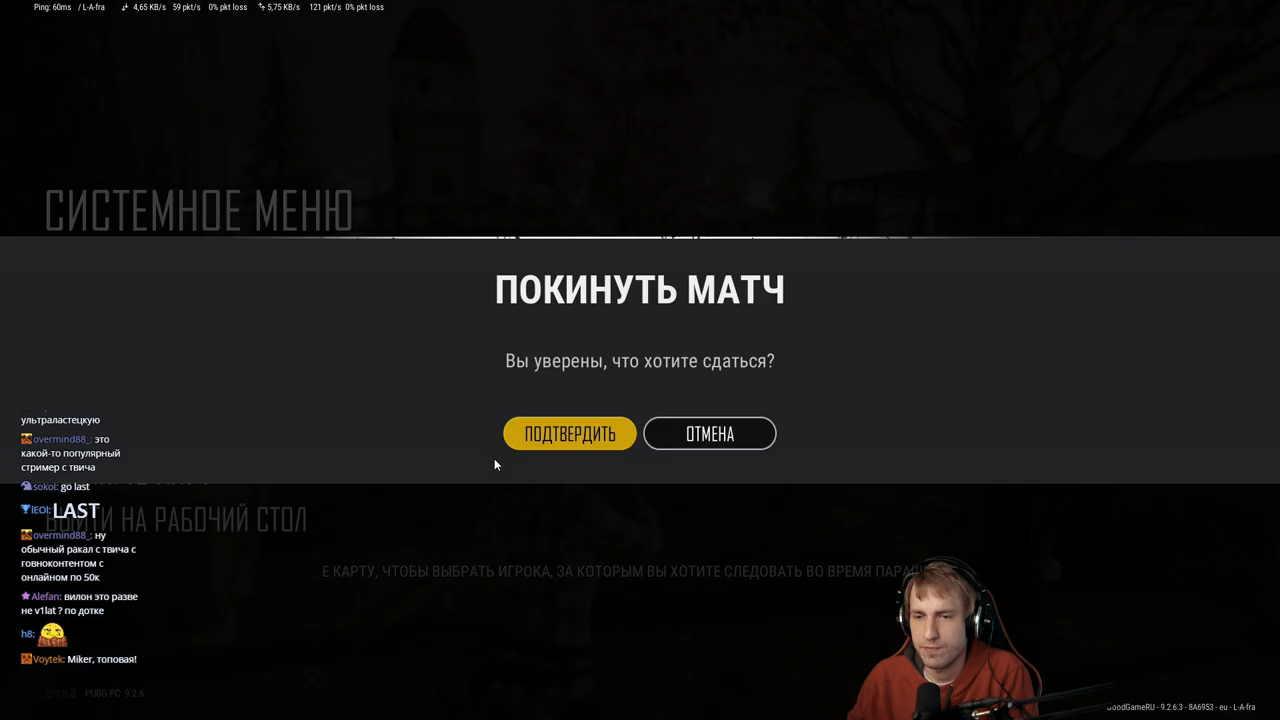 Ping: 60ms / L-A-fra 4,65 KB/s 59 pkt/s 0% pkt loss 5,75 KB/s 121 pkt/s 0% pkt loss
СИСТЕМНОЕ МЕНЮ
ПОКИНУТЬ МАТЧ
Вы уверены, что хотите сдаться?
ПОДТВЕРДИТЬ ОТМЕНА
ультраластецкую
overmind88_: это
какой-то популярный
стример с твича
sokol: go last
IEOI: LAST
ВЫЙТИ НА РАБОЧИЙ СТОЛ
overmind88_: ну
обычный ракал с твича с
говноконтентом с
онлайном по 50к
Е КАРТУ, ЧТОБЫ ВЫБРАТЬ ИГРОКА, ЗА КОТОРЫМ ВЫ ХОТИТЕ СЛЕДОВАТЬ ВО ВРЕМЯ
Alefan: вилон это разве
не v1lat ? по дотке
h8:
Voytek: Miker, топовая!
PUBG PC 9.2.6
GoodGameRU - 9.2.6.3 - 8A6953 - eu - L-A-fra